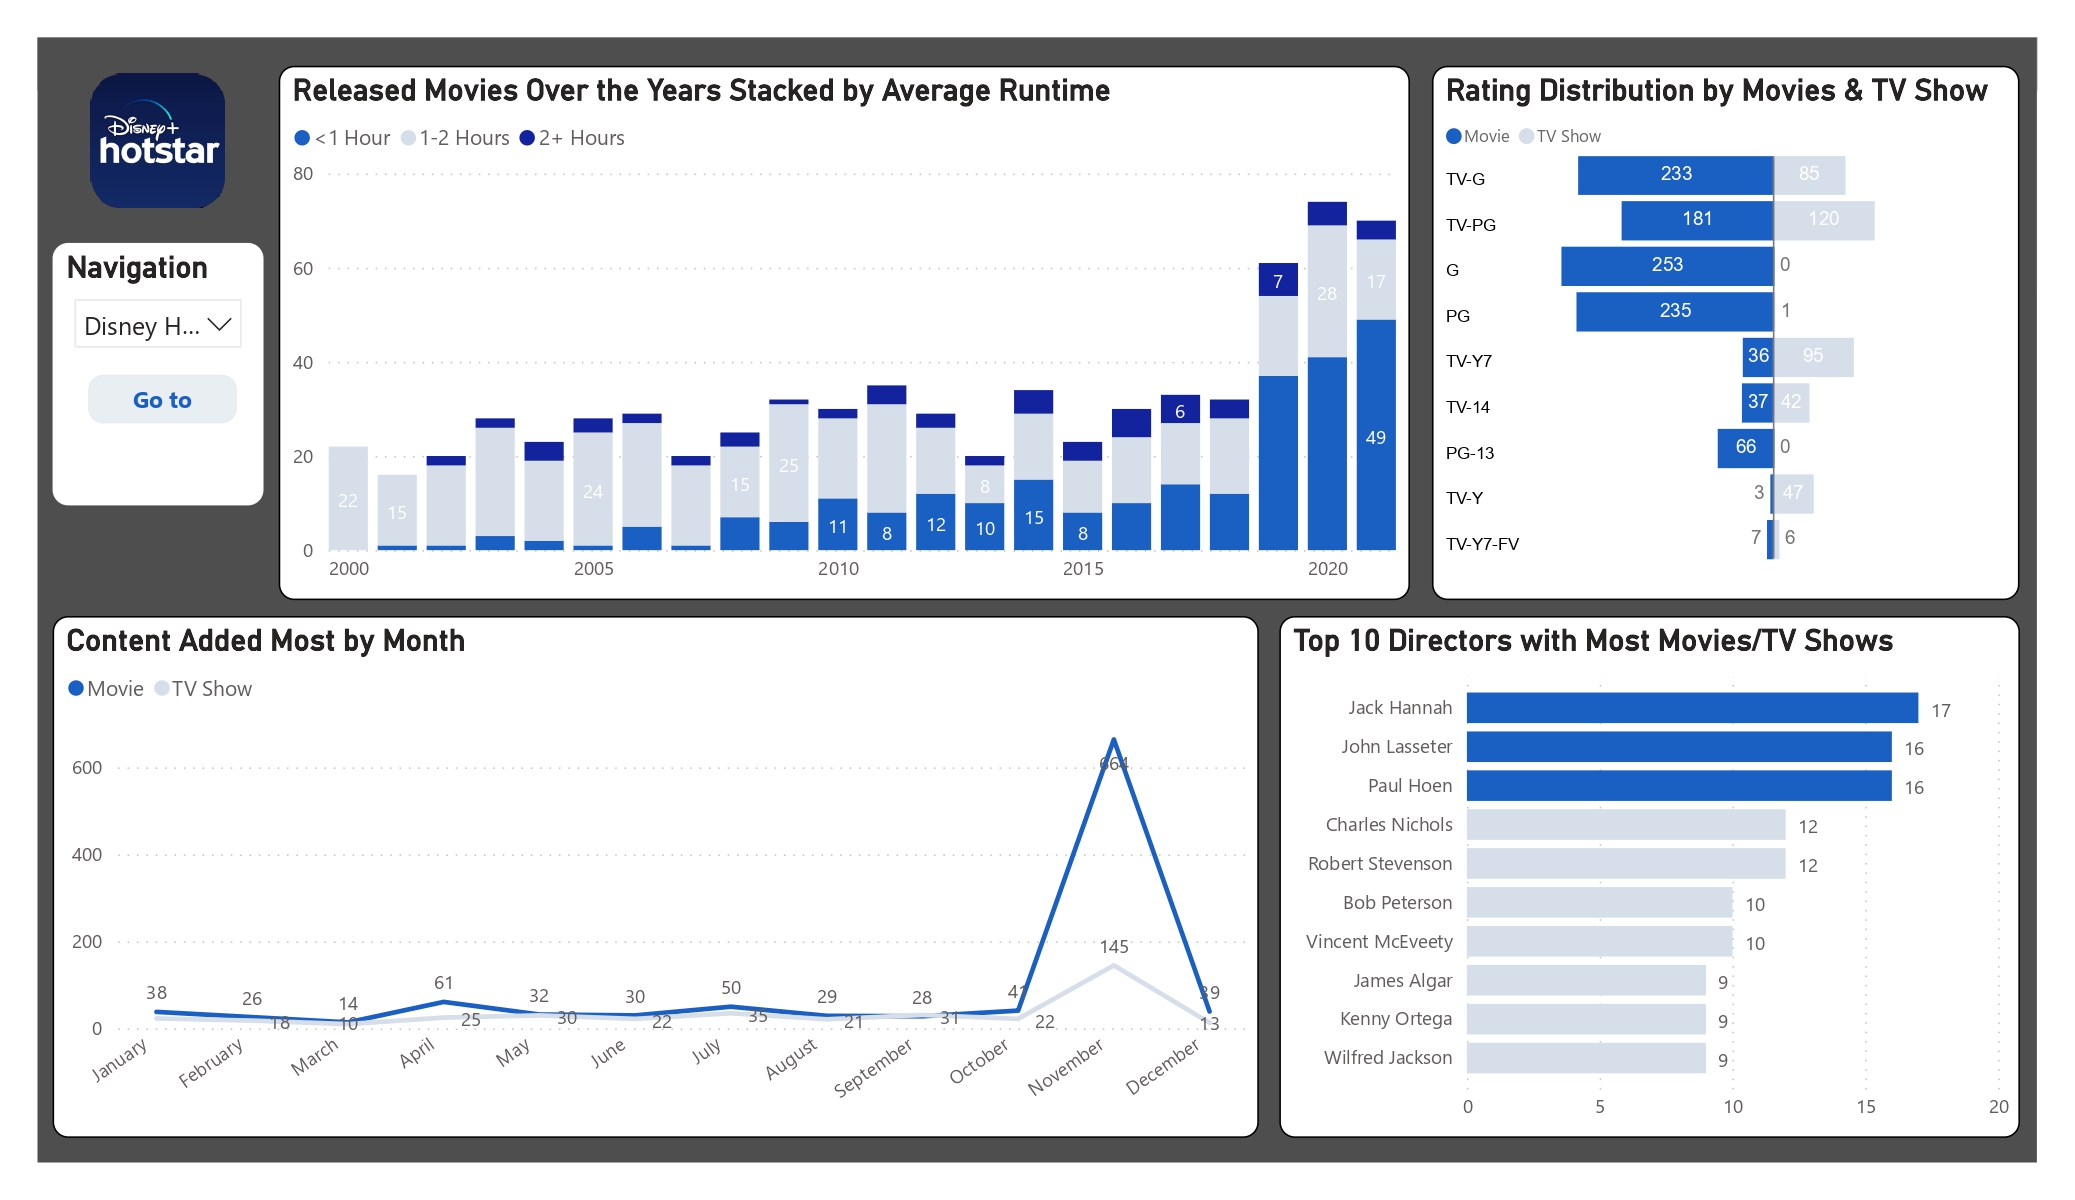 Disney+
hotstar
Navigation
Disney H...
Go to
Released Movies Over the Years Stacked by Average Runtime
<1 Hour 1-2 Hours 2+ Hours
80
60
40
20
0
22
15
24
15
25
11
8
12
8
10
15
8
6
7
28
17
49
2000 2005 2010 2015 2020
Rating Distribution by Movies & TV Show
Movie TV Show
TV-G 233 85
TV-PG 181 120
G 253 0
PG 235 1
TV-Y7 36 95
TV-14 37 42
PG-13 66 0
TV-Y 3 47
TV-Y7-FV 7 6
Content Added Most by Month
Movie TV Show
600
400
200
0
38 26 14 61 32 30 50 29 28 41 664 39
18 10 25 30 22 35 21 31 22 145 13
January February March April May June July August September October November December
Top 10 Directors with Most Movies/TV Shows
Jack Hannah 17
John Lasseter 16
Paul Hoen 16
Charles Nichols 12
Robert Stevenson 12
Bob Peterson 10
Vincent McEveety 10
James Algar 9
Kenny Ortega 9
Wilfred Jackson 9
0 5 10 15 20